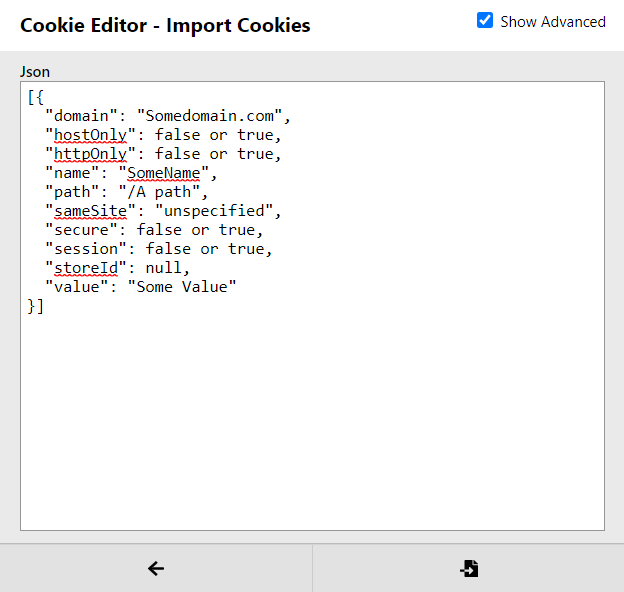 Cookie Editor - Import Cookies
Show Advanced
Json
[{
  "domain": "Somedomain.com",
  "hostOnly": false or true,
  "httpOnly": false or true,
  "name": "SomeName",
  "path": "/A path",
  "sameSite": "unspecified",
  "secure": false or true,
  "session": false or true,
  "storeId": null,
  "value": "Some Value"
}]